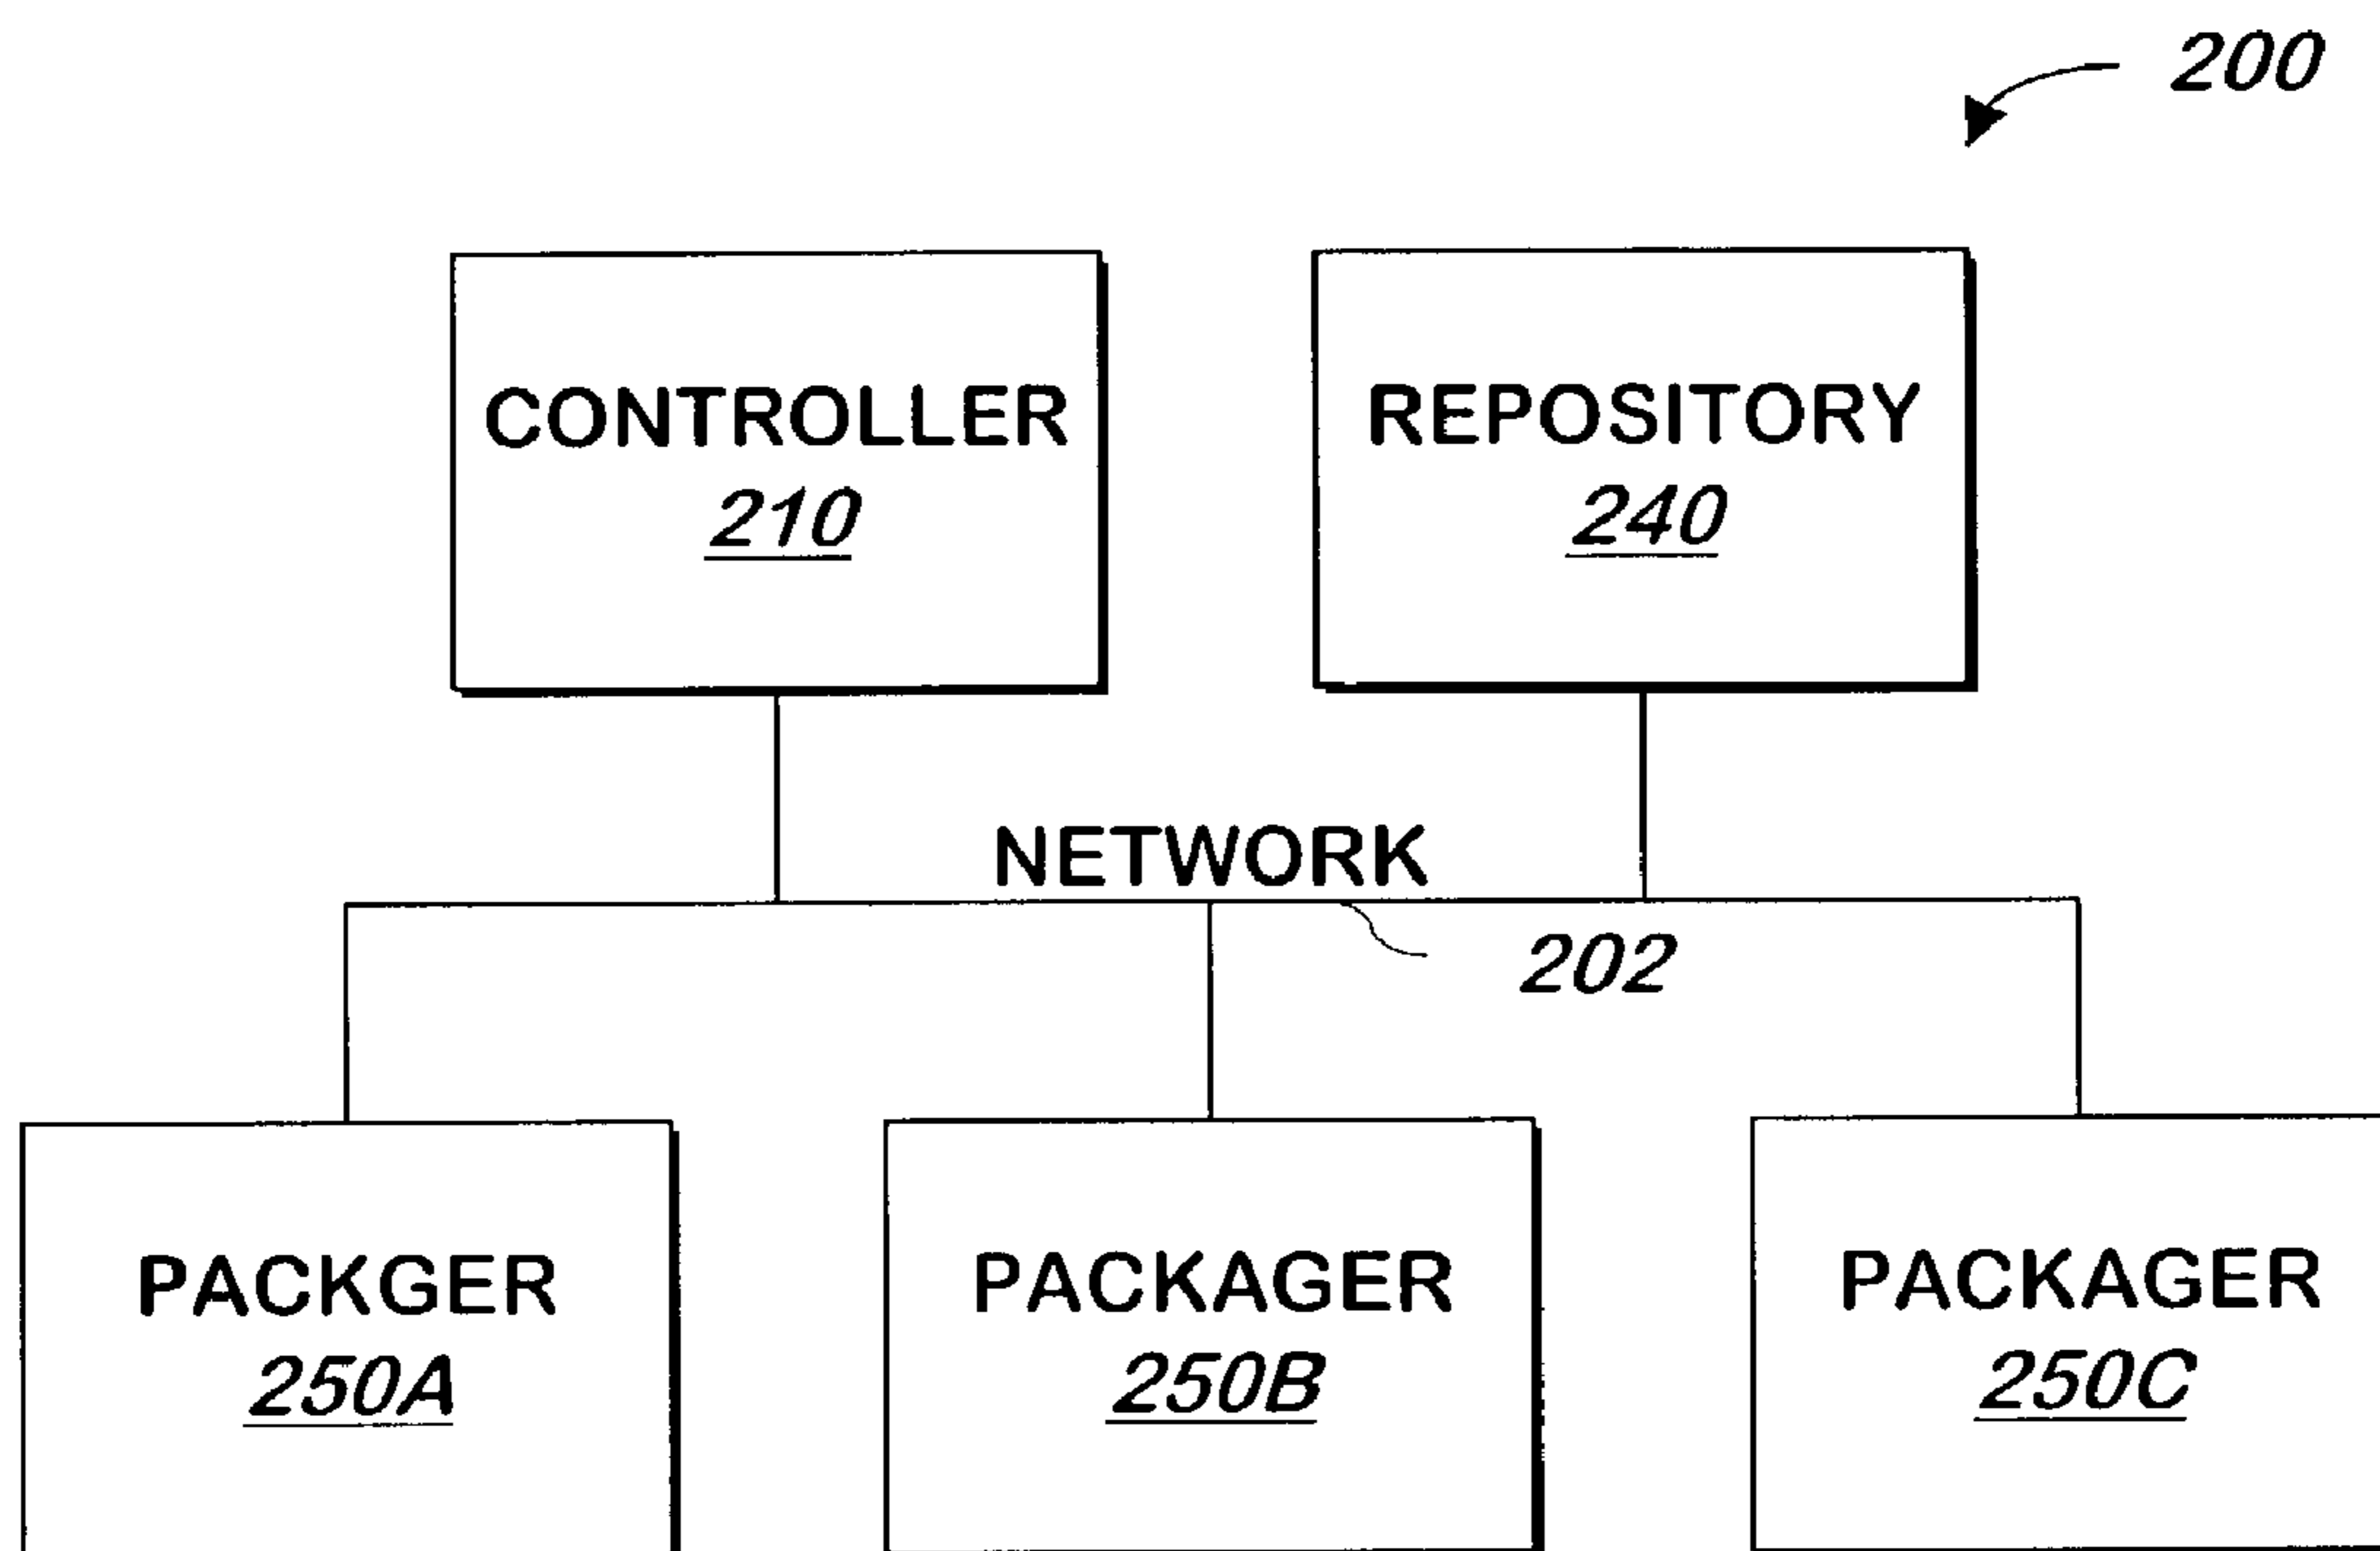 200
CONTROLLER
210
REPOSITORY
240
NETWORK
202
PACKGER
250A
PACKAGER
250B
PACKAGER
250C